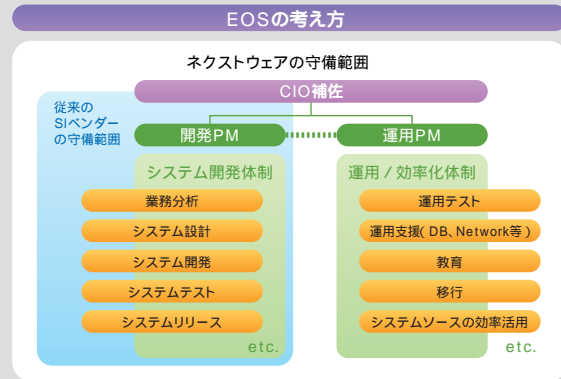 EOSの考え方
ネクストウェアの守備範囲
CIO補佐
従来の
SIベンダー
の守備範囲
開発PM
運用PM
システム開発体制
業務分析
システム設計
システム開発
システムテスト
システムリリース
etc.
運用 / 効率化体制
運用テスト
運用支援( DB、Network等 )
教育
移行
システムソースの効率活用
etc.